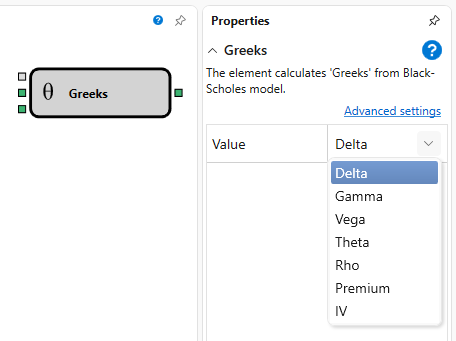 ?
Properties
θ Greeks
Greeks
?
The element calculates 'Greeks' from Black-
Scholes model.
Advanced settings
Value
Delta
Delta
Gamma
Vega
Theta
Rho
Premium
IV